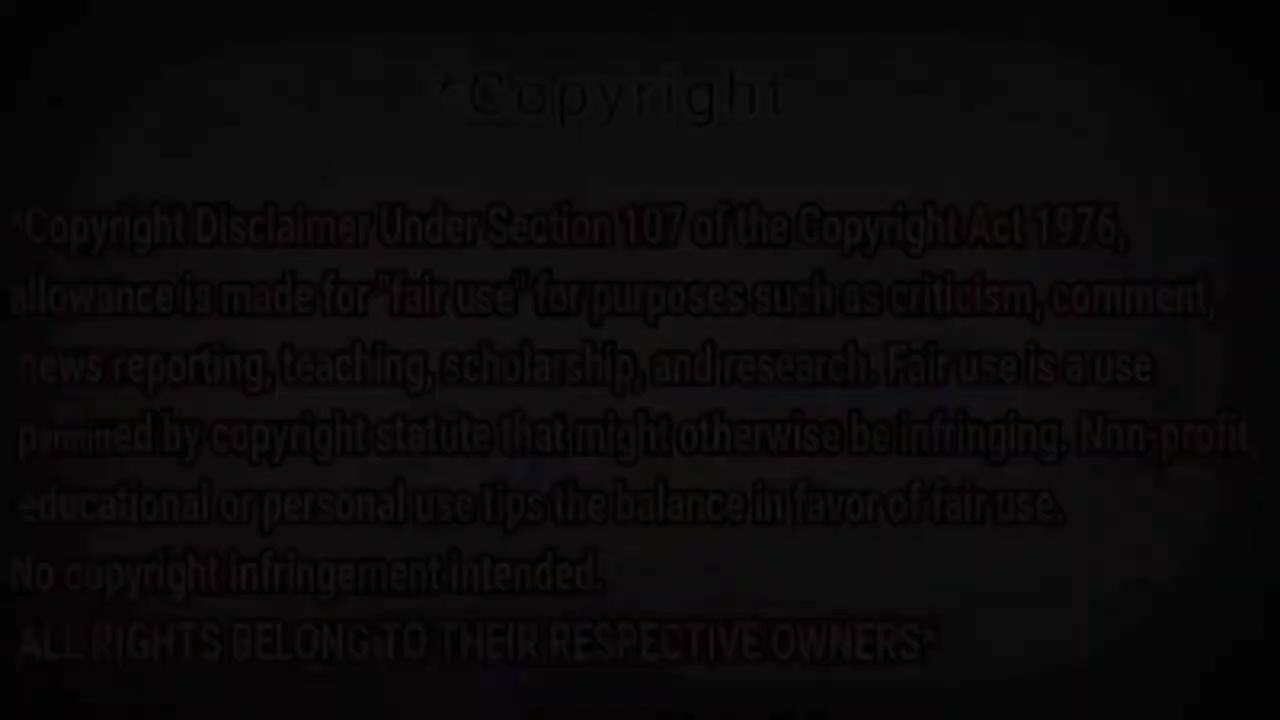 *Copyright
*Copyright Disclaimer Under Section 107 of the Copyright Act 1976,
allowance is made for "fair use" for purposes such as criticism, comment,
news reporting, teaching, scholarship, and research. Fair use is a use
by copyright statute that might otherwise be infringing. Non-profit,
educational or personal use tips the balance in favor of fair use.
No copyright infringement intended.
ALL RIGHTS BELONG TO THEIR RESPECTIVE OWNERS*